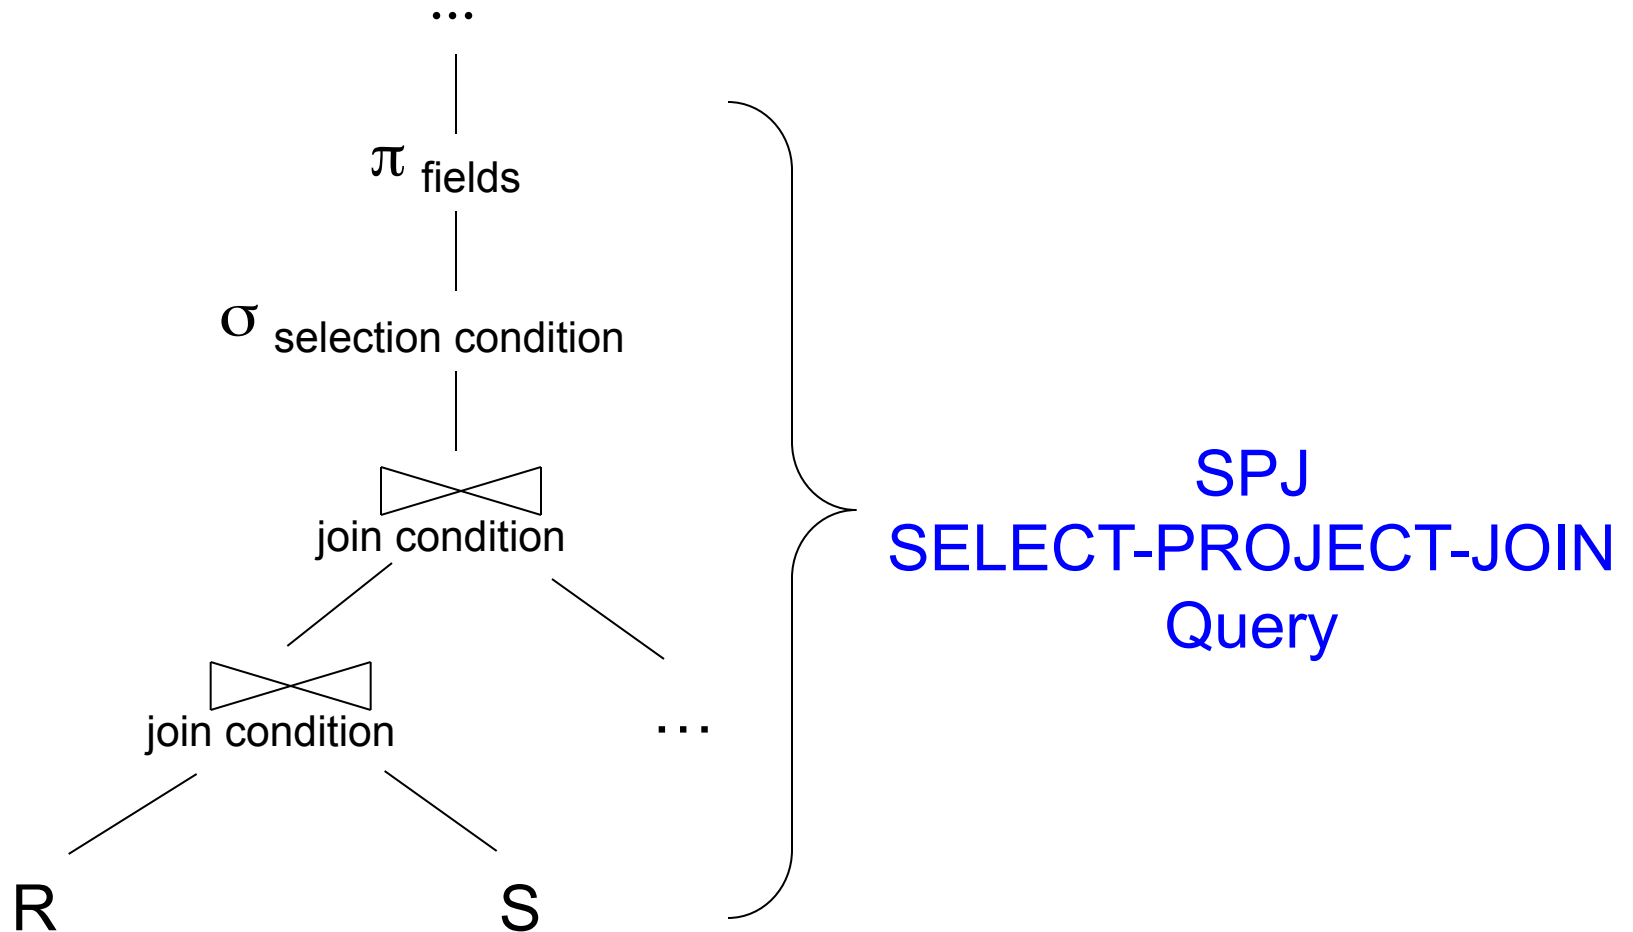 ...
π fields
σ selection condition
join condition
join condition
...
R
S
SPJ
SELECT-PROJECT-JOIN
Query